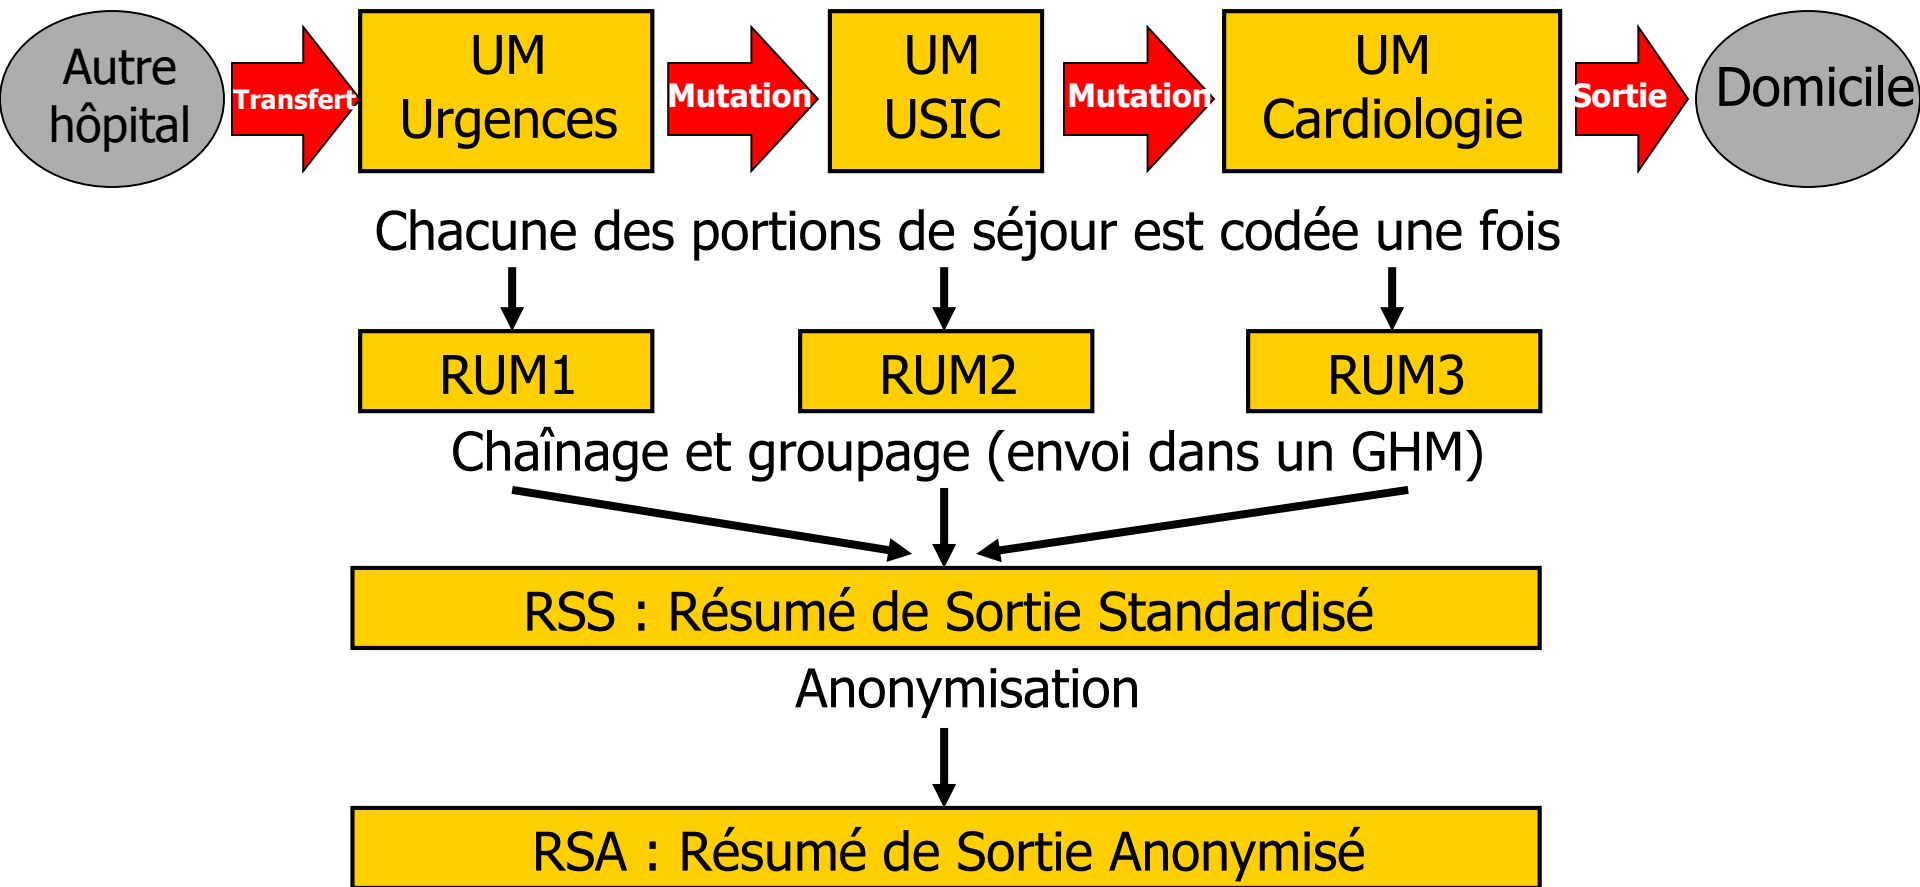 Autre
hôpital
Transfert
UM
Urgences
Mutation
UM
USIC
Mutation
UM
Cardiologie
Sortie
Domicile
Chacune des portions de séjour est codée une fois
RUM1
RUM2
RUM3
Chaînage et groupage (envoi dans un GHM)
RSS : Résumé de Sortie Standardisé
Anonymisation
RSA : Résumé de Sortie Anonymisé